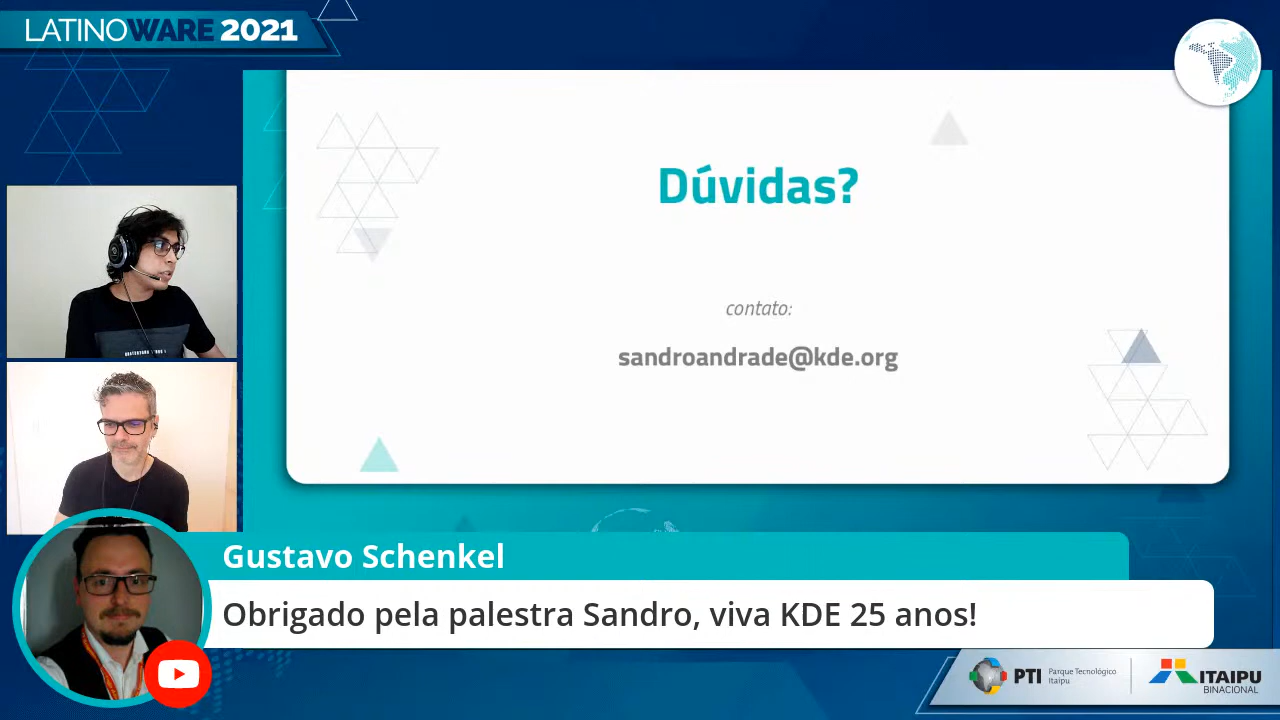 LATINOWARE 2021
Dúvidas?
contato:
sandroandrade@kde.org
Gustavo Schenkel
Obrigado pela palestra Sandro, viva KDE 25 anos!
PTI Parque Tecnológico
Itaipu
ITAIPU
BINACIONAL